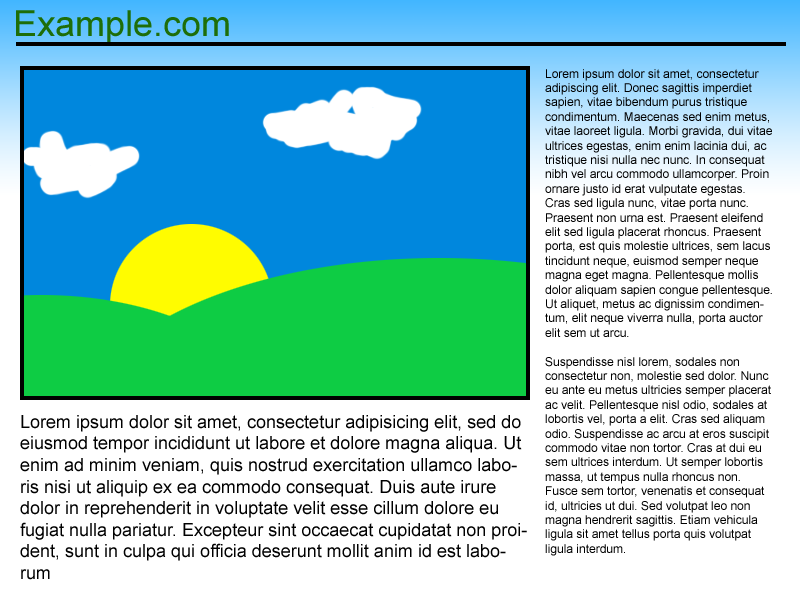 Example.com
Lorem ipsum dolor sit amet, consectetur adipisicing elit, sed do
eiusmod tempor incididunt ut labore et dolore magna aliqua. Ut
enim ad minim veniam, quis nostrud exercitation ullamco labo-
ris nisi ut aliquip ex ea commodo consequat. Duis aute irure
dolor in reprehenderit in voluptate velit esse cillum dolore eu
fugiat nulla pariatur. Excepteur sint occaecat cupidatat non proi-
dent, sunt in culpa qui officia deserunt mollit anim id est labo-
rum
Lorem ipsum dolor sit amet, consectetur
adipiscing elit. Donec sagittis imperdiet
sapien, vitae bibendum purus tristique
condimentum. Maecenas sed enim metus,
vitae laoreet ligula. Morbi gravida, dui vitae
ultrices egestas, enim enim lacinia dui, ac
tristique nisi nulla nec nunc. In consequat
nibh vel arcu commodo ullamcorper. Proin
ornare justo id erat vulputate egestas.
Cras sed ligula nunc, vitae porta nunc.
Praesent non urna est. Praesent eleifend
elit sed ligula placerat rhoncus. Praesent
porta, est quis molestie ultrices, sem lacus
tincidunt neque, euismod semper neque
magna eget magna. Pellentesque mollis
dolor aliquam sapien congue pellentesque.
Ut aliquet, metus ac dignissim condimen-
tum, elit neque viverra nulla, porta auctor
elit sem ut arcu.
Suspendisse nisl lorem, sodales non
consectetur non, molestie sed dolor. Nunc
eu ante eu metus ultricies semper placerat
ac velit. Pellentesque nisl odio, sodales at
lobortis vel, porta a elit. Cras sed aliquam
odio. Suspendisse ac arcu at eros suscipit
commodo vitae non tortor. Cras at dui eu
sem ultrices interdum. Ut semper lobortis
massa, ut tempus nulla rhoncus non.
Fusce sem tortor, venenatis et consequat
id, ultricies ut dui. Sed volutpat leo non
magna hendrerit sagittis. Etiam vehicula
ligula sit amet tellus porta quis volutpat
ligula interdum.